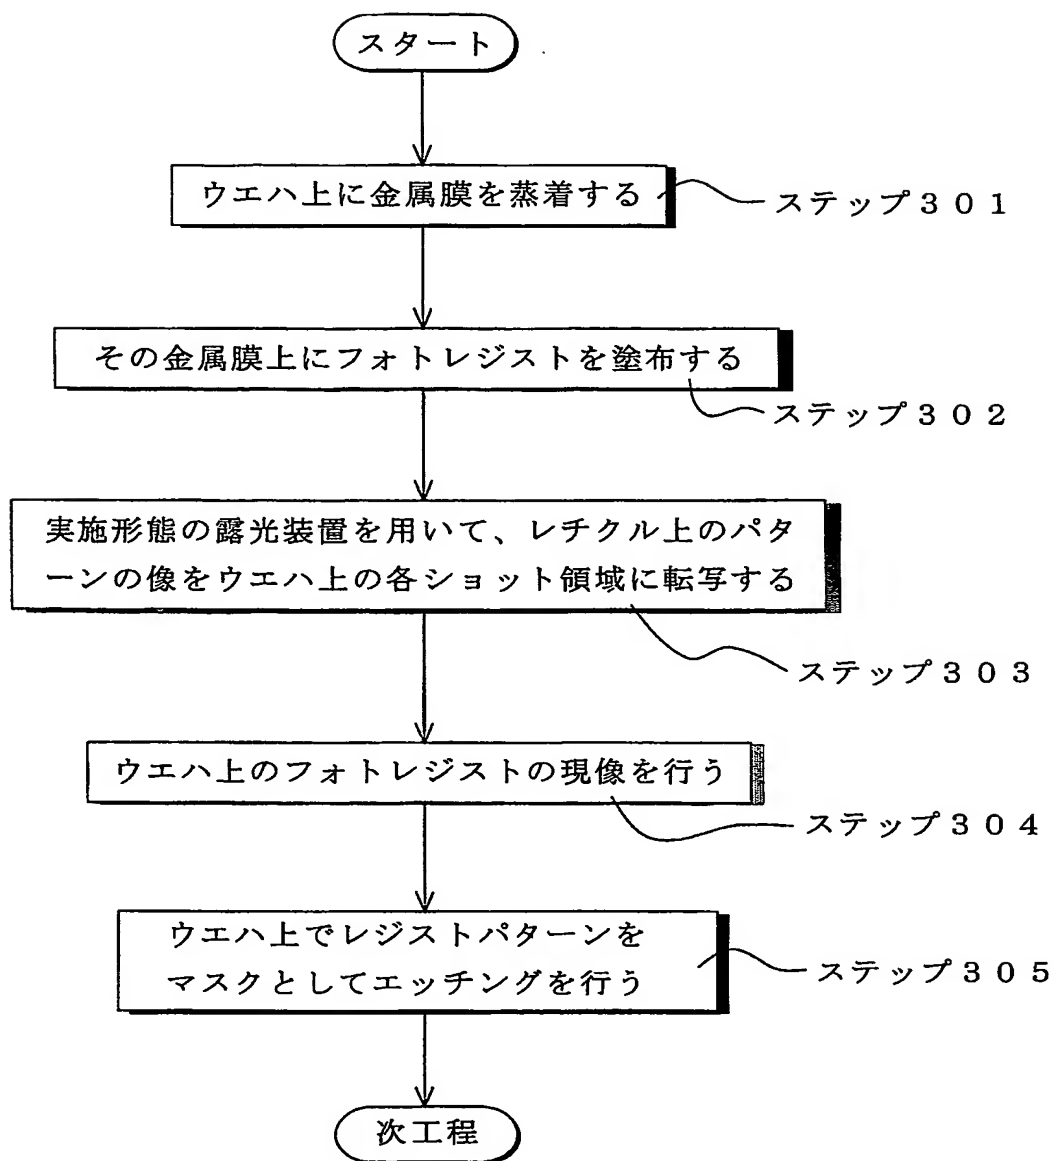 スタート
ウエハ上に金属膜を蒸着する
ステップ３０１
その金属膜上にフォトレジストを塗布する
ステップ３０２
実施形態の露光装置を用いて、レチクル上のパタ
ーンの像をウエハ上の各ショット領域に転写する
ステップ３０３
ウエハ上のフォトレジストの現像を行う
ステップ３０４
ウエハ上でレジストパターンを
マスクとしてエッチングを行う
ステップ３０５
次工程